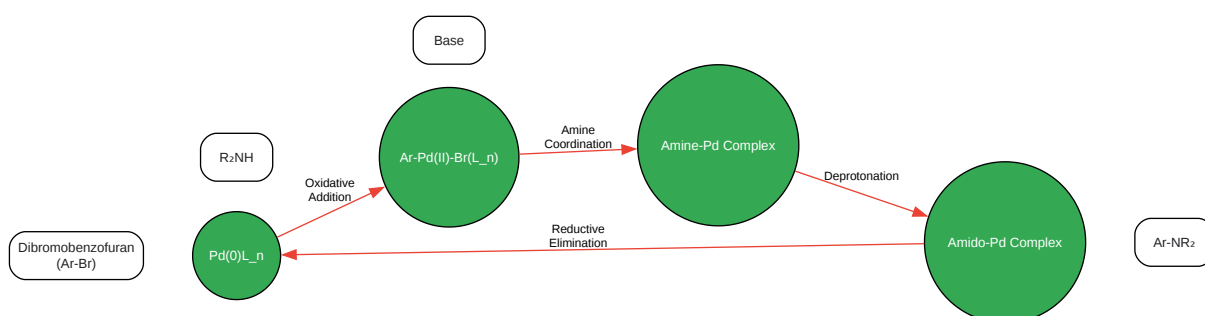 Base
Amine
Coordination
Ar-Pd(II)-Br(L_n)
Amine-Pd Complex
R₂NH
Oxidative
Addition
Deprotonation
Dibromobenzofuran
(Ar-Br)
Pd(0)L_n
Reductive
Elimination
Amido-Pd Complex
Ar-NR₂